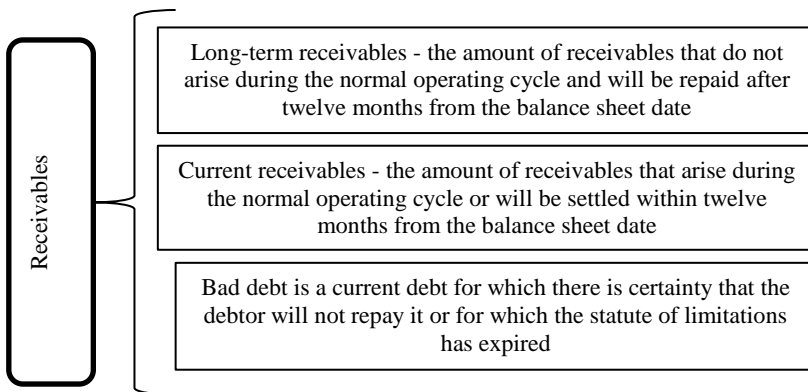 Receivables
Long-term receivables - the amount of receivables that do not
arise during the normal operating cycle and will be repaid after
twelve months from the balance sheet date
Current receivables - the amount of receivables that arise during
the normal operating cycle or will be settled within twelve
months from the balance sheet date
Bad debt is a current debt for which there is certainty that the
debtor will not repay it or for which the statute of limitations
has expired